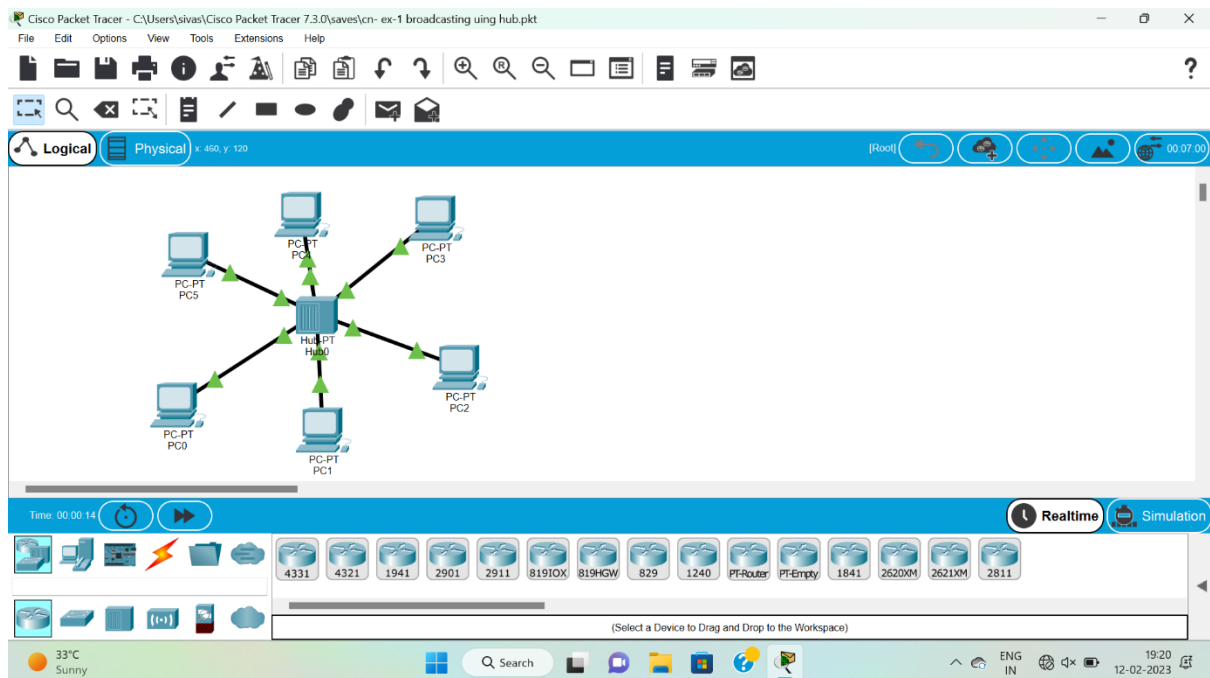 Cisco Packet Tracer - C:\Users\sivas\Cisco Packet Tracer 7.3.0\saves\cn- ex-1 broadcasting uing hub.pkt
File Edit Options View Tools Extensions Help
Logical Physical x: 460, y: 120 [Root] 00:07:00
PC-PT
PC4
PC-PT
PC3
PC-PT
PC5
Hub-PT
Hub0
PC-PT
PC2
PC-PT
PC0
PC-PT
PC1
Time: 00:00:14 Realtime Simulation
4331 4321 1941 2901 2911 819IOX 819HGW 829 1240 PT-Router PT-Empty 1841 2620XM 2621XM 2811
(Select a Device to Drag and Drop to the Workspace)
33°C
Sunny
Search
ENG
IN
19:20
12-02-2023